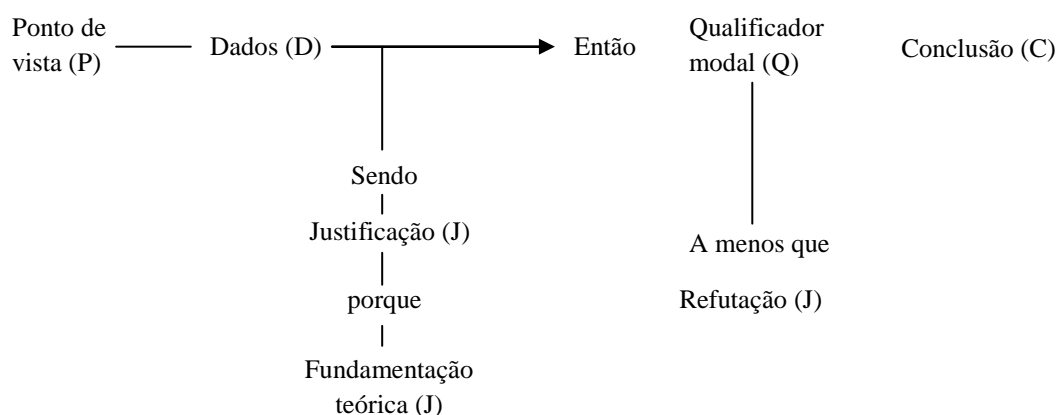 Ponto de
vista (P)
Dados (D)
Então
Qualificador
modal (Q)
Conclusão (C)
Sendo
Justificação (J)
porque
Fundamentação
teórica (J)
A menos que
Refutação (J)